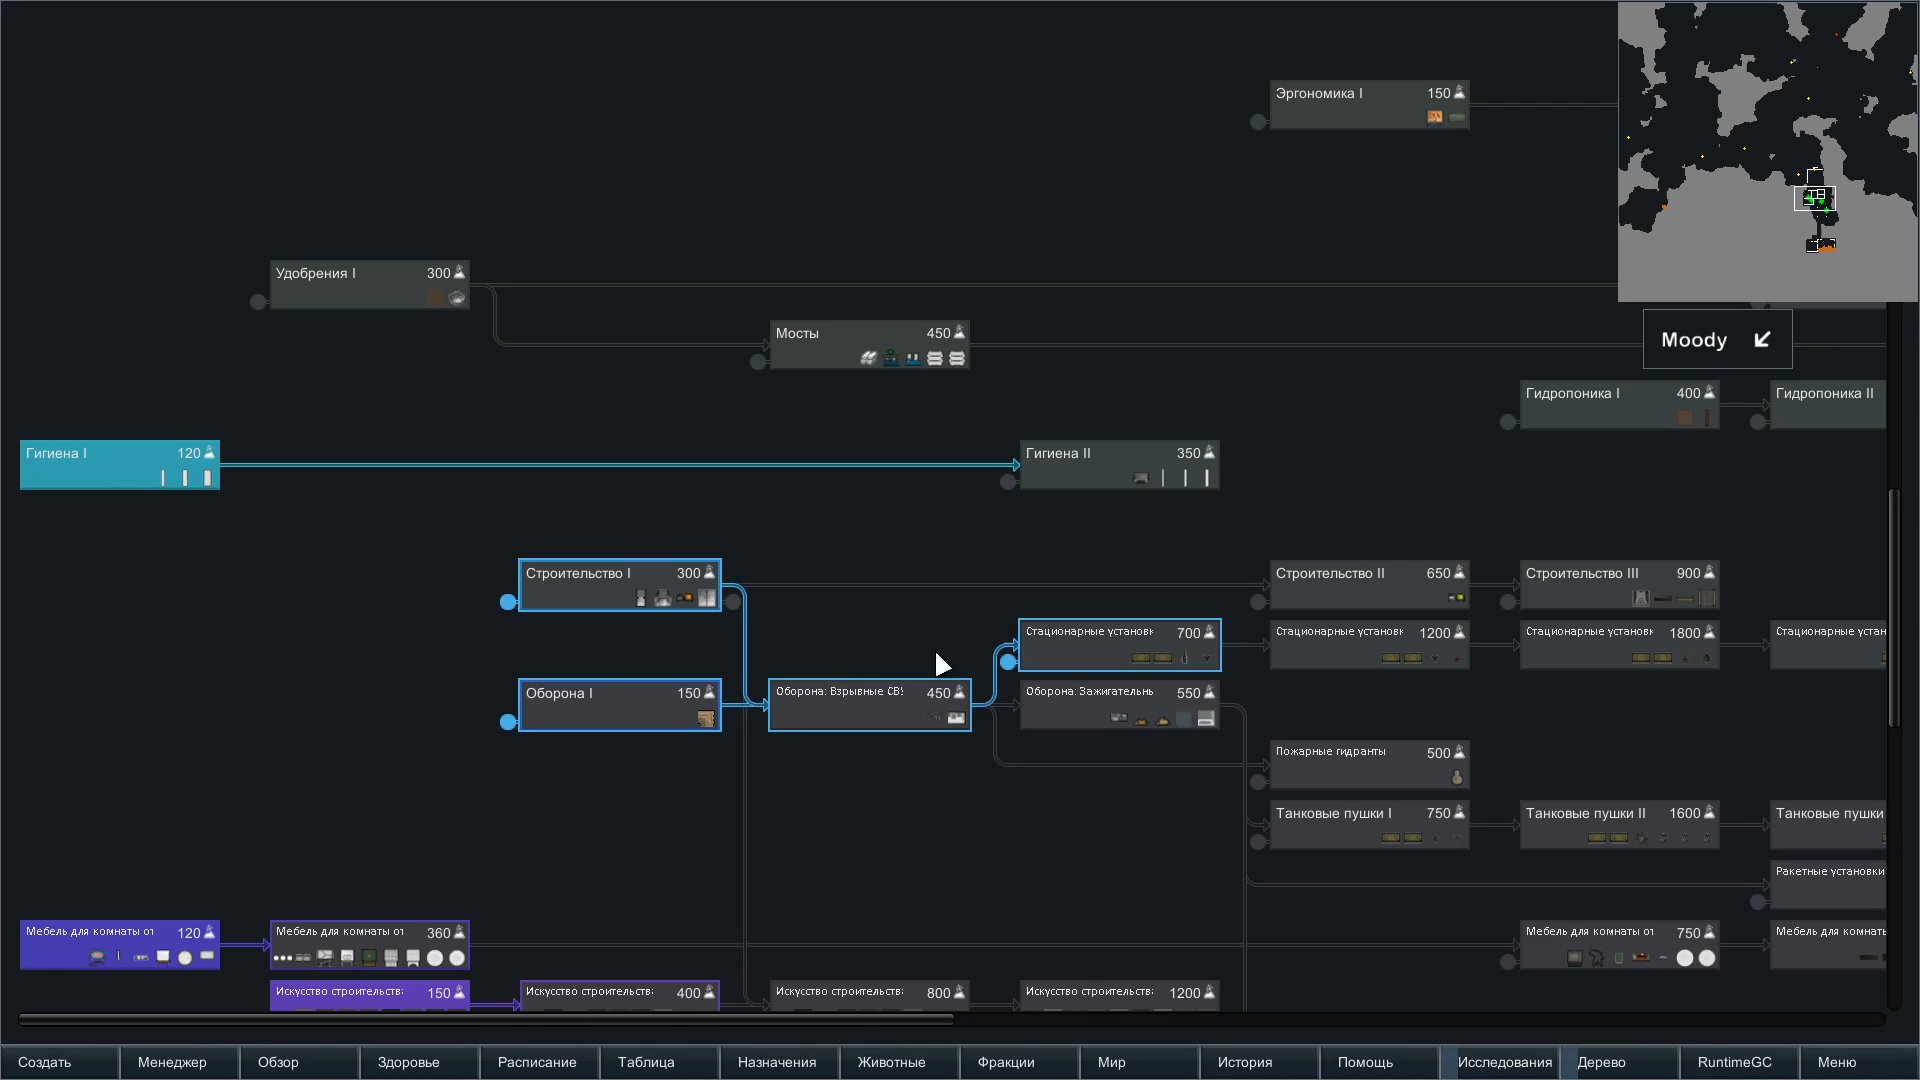 Эргономика I 150
Удобрения I 300
Мосты 450
Moody
Гидропоника I 400
Гидропоника II
Гигиена I 120
Гигиена II 350
Строительство I 300
Строительство II 650
Строительство III 900
Стационарные установк 700
Стационарные установк 1200
Стационарные установк 1800
Стационарные устан
Оборона I 150
Оборона: Взрывные СВ 450
Оборона: Зажигательнь 550
Пожарные гидранты 500
Танковые пушки I 750
Танковые пушки II 1600
Танковые пушки
Ракетные установки
Мебель для комнаты от 120
Мебель для комнаты от 360
Мебель для комнаты от 750
Мебель для комнать
Искусство строительств: 150
Искусство строительств: 400
Искусство строительств: 800
Искусство строительств: 1200
Создать
Менеджер
Обзор
Здоровье
Расписание
Таблица
Назначения
Животные
Фракции
Мир
История
Помощь
Исследования
Дерево
RuntimeGC
Меню